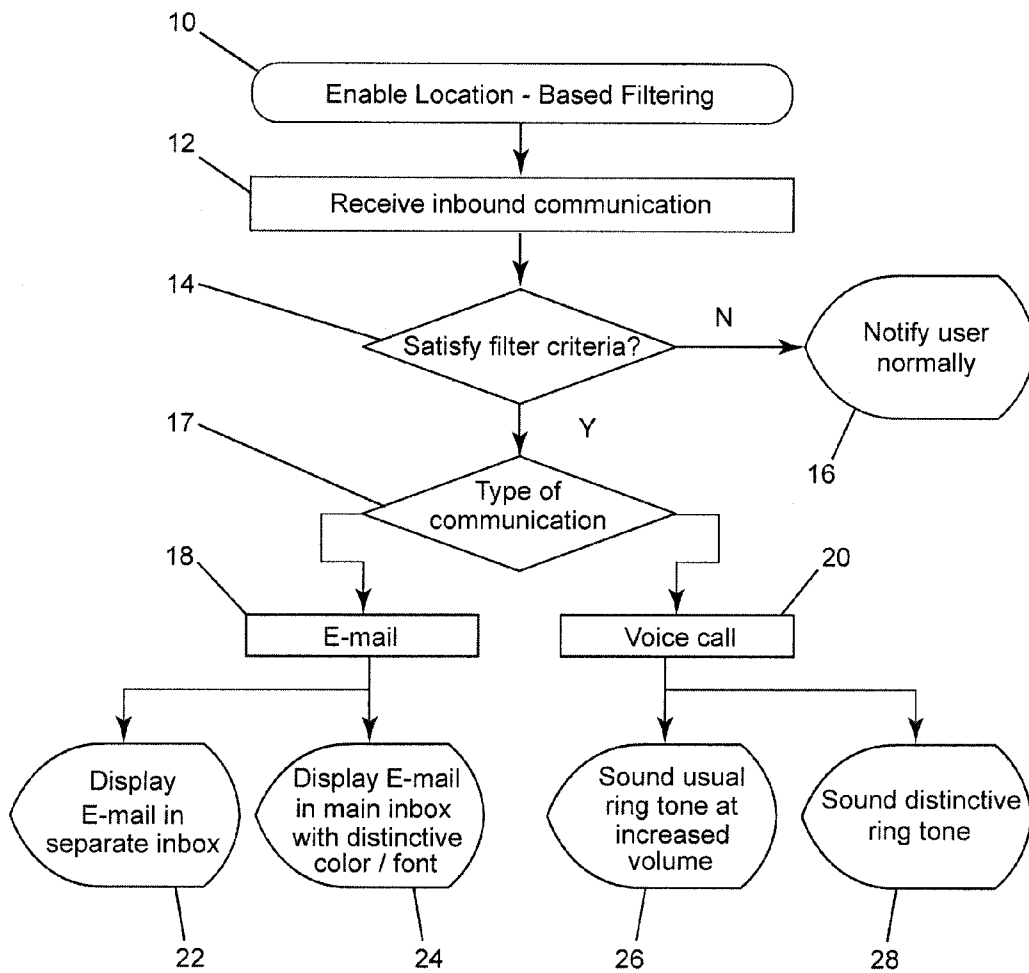 10
Enable Location - Based Filtering
12
Receive inbound communication
14
Satisfy filter criteria?
N
Notify user
normally
16
Y
17
Type of
communication
18
E-mail
20
Voice call
Display
E-mail in
separate inbox
22
Display E-mail
in main inbox
with distinctive
color / font
24
Sound usual
ring tone at
increased
volume
26
Sound distinctive
ring tone
28